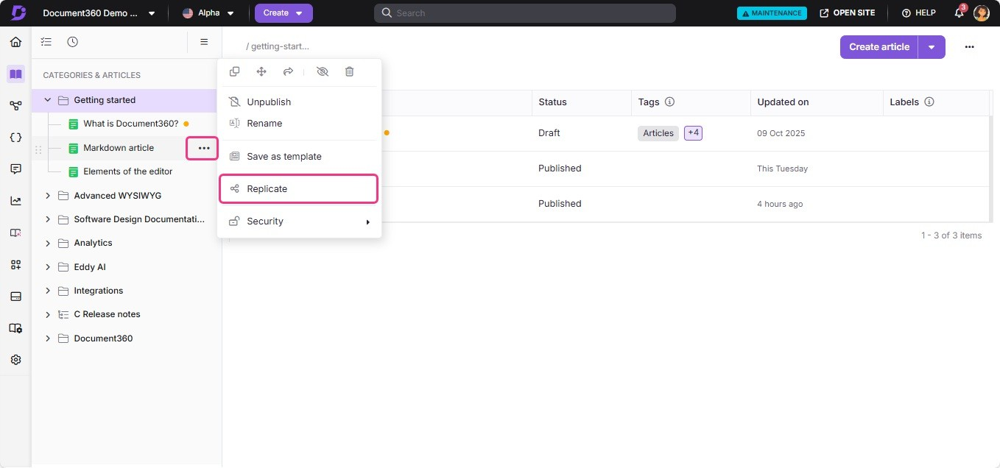 Document360 Demo ...
Alpha
Create
Search
MAINTENANCE
OPEN SITE
HELP
3
/ getting-start...
Create article
CATEGORIES & ARTICLES
Getting started
What is Document360?
Markdown article
Elements of the editor
Advanced WYSIWYG
Software Design Documentati...
Analytics
Eddy AI
Integrations
C Release notes
Document360
Unpublish
Rename
Save as template
Replicate
Security
Status
Tags
Updated on
Labels
Draft
Articles
+4
09 Oct 2025
Published
This Tuesday
Published
4 hours ago
1 - 3 of 3 items